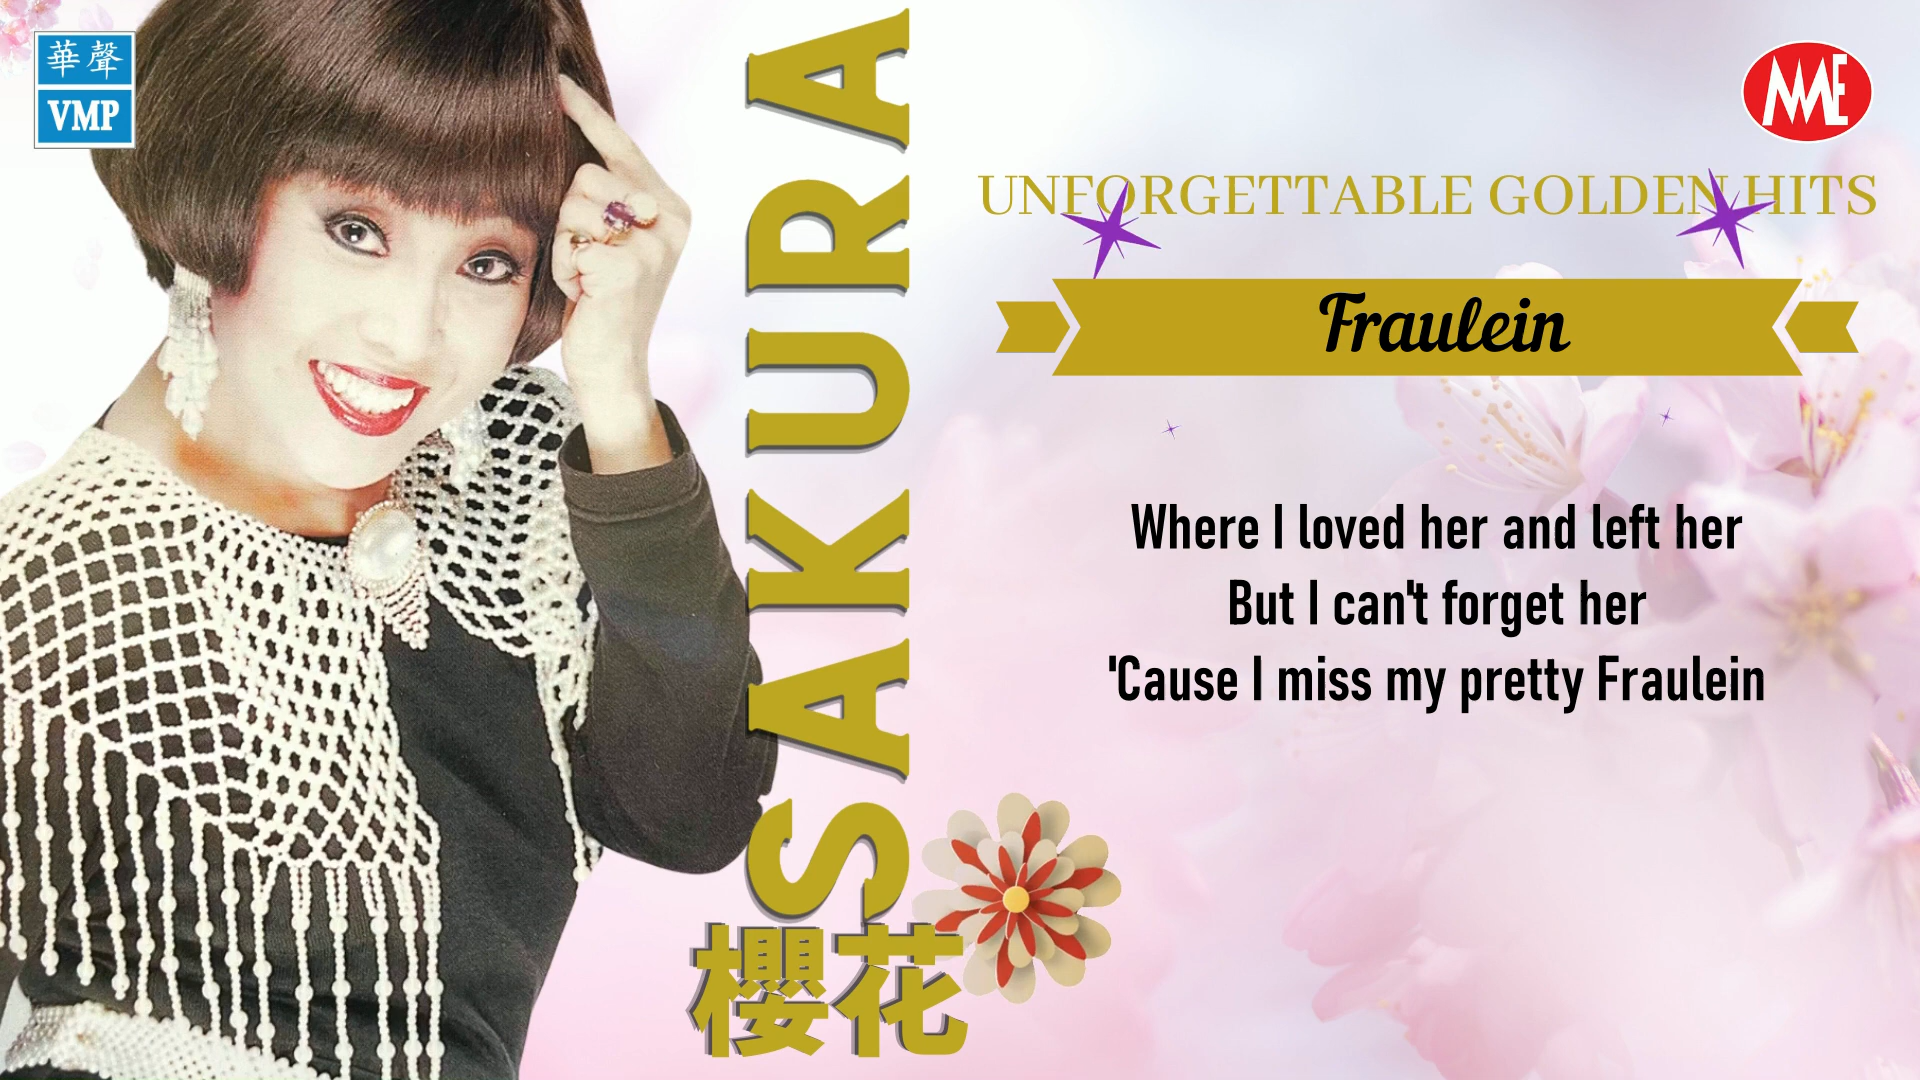 華聲
VMP
SAKURA
櫻花
MME
UNFORGETTABLE GOLDEN HITS
Fraulein
Where I loved her and left her
But I can't forget her
'Cause I miss my pretty Fraulein